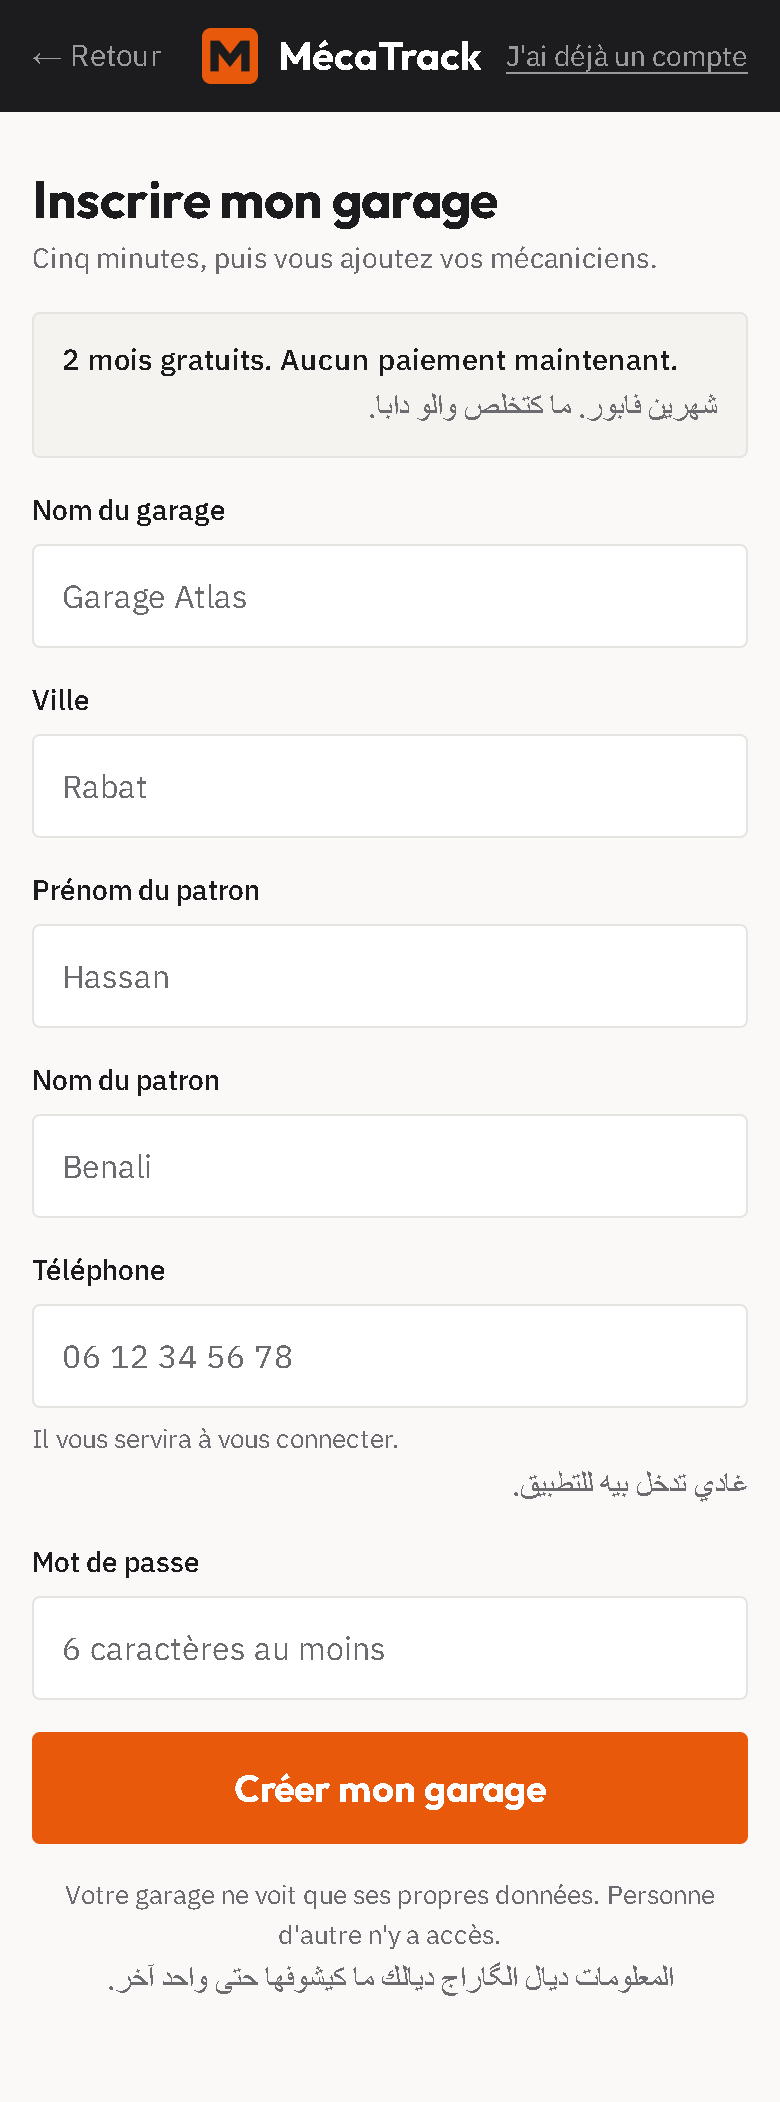 ← Retour
M MécaTrack
J'ai déjà un compte
Inscrire mon garage
Cinq minutes, puis vous ajoutez vos mécaniciens.
2 mois gratuits. Aucun paiement maintenant.
شهرين فابور. ما كتخلص والو دابا.
Nom du garage
Garage Atlas
Ville
Rabat
Prénom du patron
Hassan
Nom du patron
Benali
Téléphone
06 12 34 56 78
Il vous servira à vous connecter.
غادي تدخل بيه للتطبيق.
Mot de passe
6 caractères au moins
Créer mon garage
Votre garage ne voit que ses propres données. Personne
d'autre n'y a accès.
المعلومات ديال الڭاراج ديالك ما كيشوفها حتى واحد آخر.